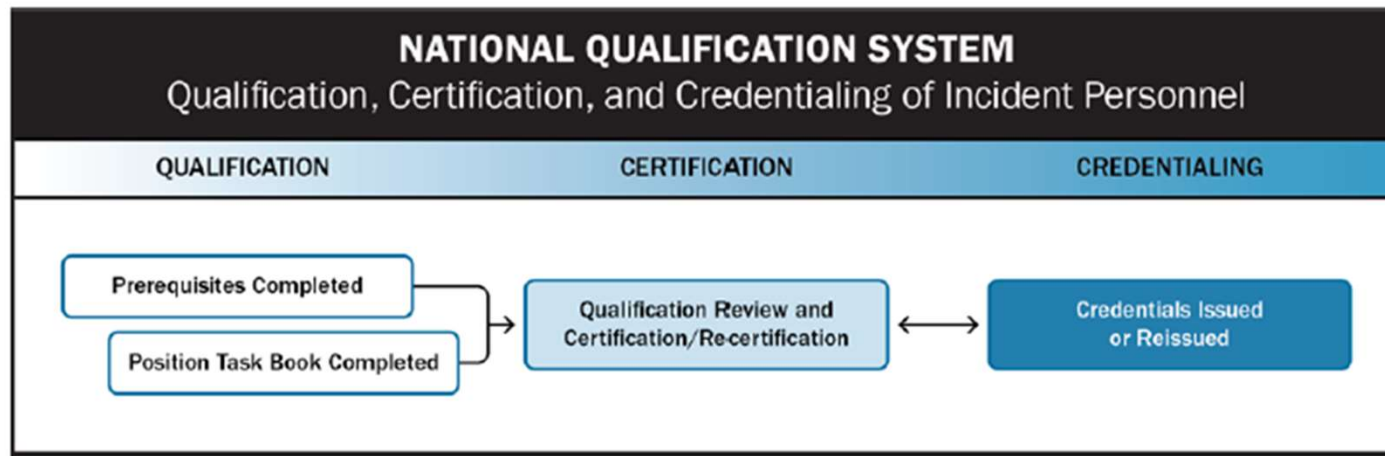 NATIONAL QUALIFICATION SYSTEM
Qualification, Certification, and Credentialing of Incident Personnel
QUALIFICATION
CERTIFICATION
CREDENTIALING
Prerequisites Completed
Position Task Book Completed
Qualification Review and
Certification/Re-certification
Credentials Issued
or Reissued